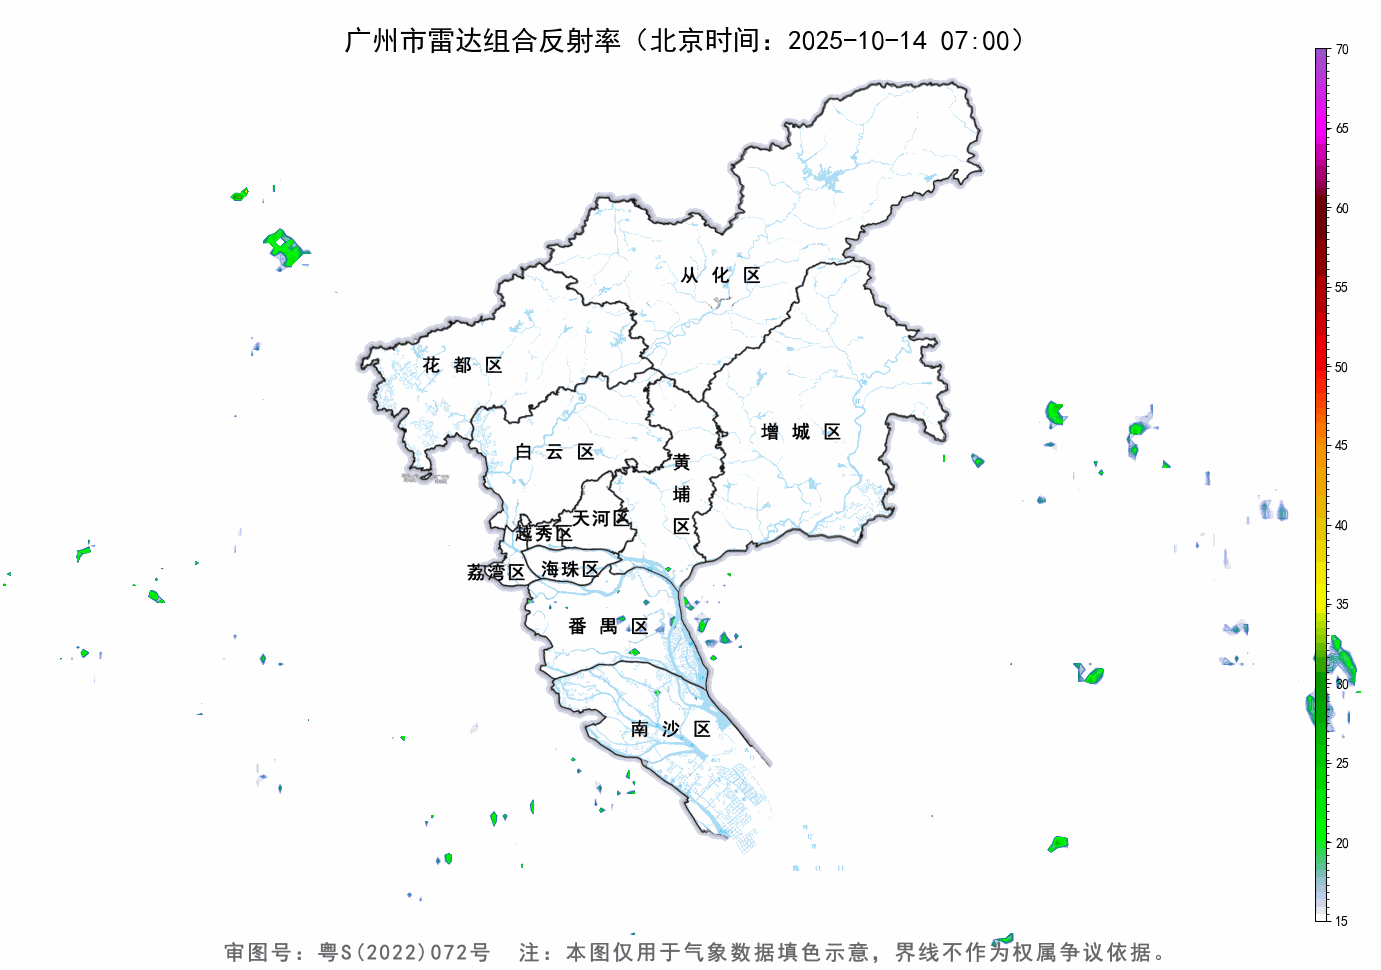 广州市雷达组合反射率（北京时间：2025-10-14 07:00）
70
65
60
55
50
45
40
35
30
25
20
15
从化区
花都区
增城区
白云区
黄埔区
天河区
越秀区
海珠区
荔湾区
番禺区
南沙区
审图号：粤S(2022)072号 注：本图仅用于气象数据填色示意，界线不作为权属争议依据。